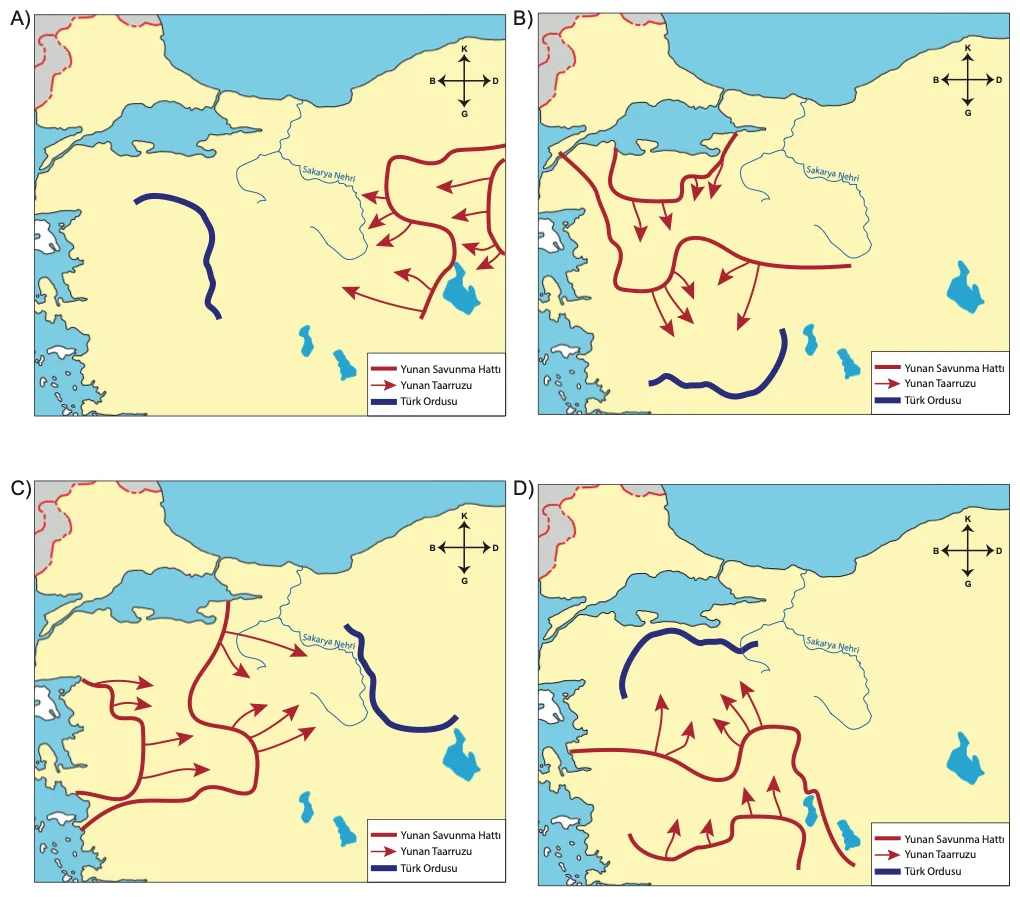 A)
K
B D
G
Sakarya Nehri
Yunan Savunma Hattı
Yunan Taarruzu
Türk Ordusu
B)
K
B D
G
Sakarya Nehri
Yunan Savunma Hattı
Yunan Taarruzu
Türk Ordusu
C)
K
B D
G
Sakarya Nehri
Yunan Savunma Hattı
Yunan Taarruzu
Türk Ordusu
D)
K
B D
G
Sakarya Nehri
Yunan Savunma Hattı
Yunan Taarruzu
Türk Ordusu